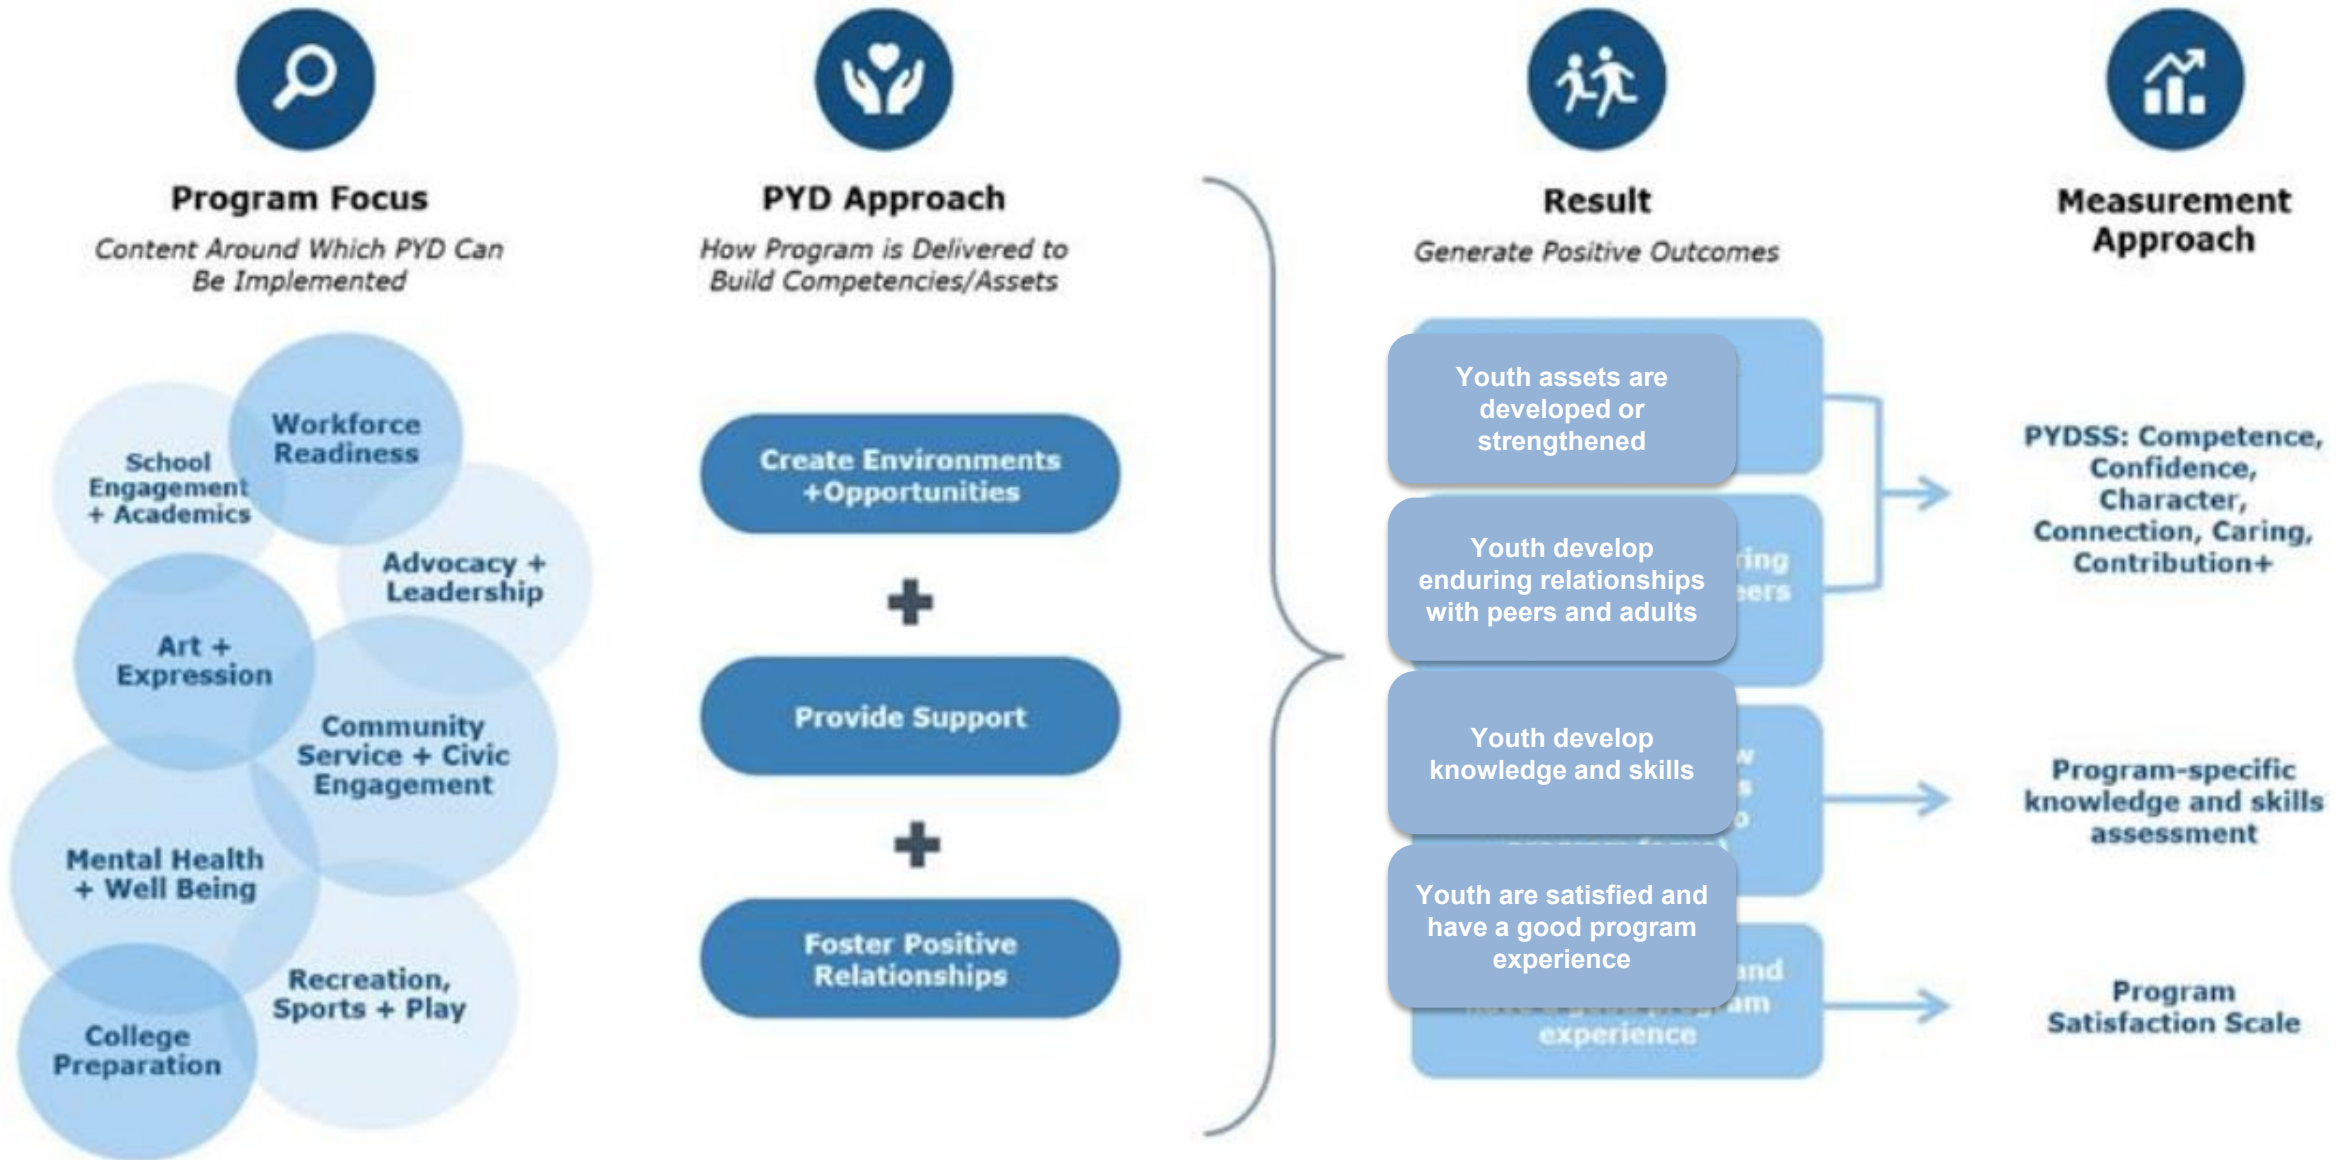 Program Focus
Content Around Which PYD Can
Be Implemented
School
Engagement
+ Academics
Workforce
Readiness
Advocacy +
Leadership
Art +
Expression
Community
Service + Civic
Engagement
Mental Health
+ Well Being
Recreation,
Sports + Play
College
Preparation
PYD Approach
How Program is Delivered to
Build Competencies/Assets
Create Environments
+Opportunities
Provide Support
Foster Positive
Relationships
Result
Generate Positive Outcomes
Youth assets are
developed or
strengthened
Youth develop
enduring relationships
with peers and adults
Youth develop
knowledge and skills
Youth are satisfied and
have a good program
experience
and
experience
Measurement
Approach
PYDSS: Competence,
Confidence,
Character,
Connection, Caring,
Contribution+
Program-specific
knowledge and skills
assessment
Program
Satisfaction Scale